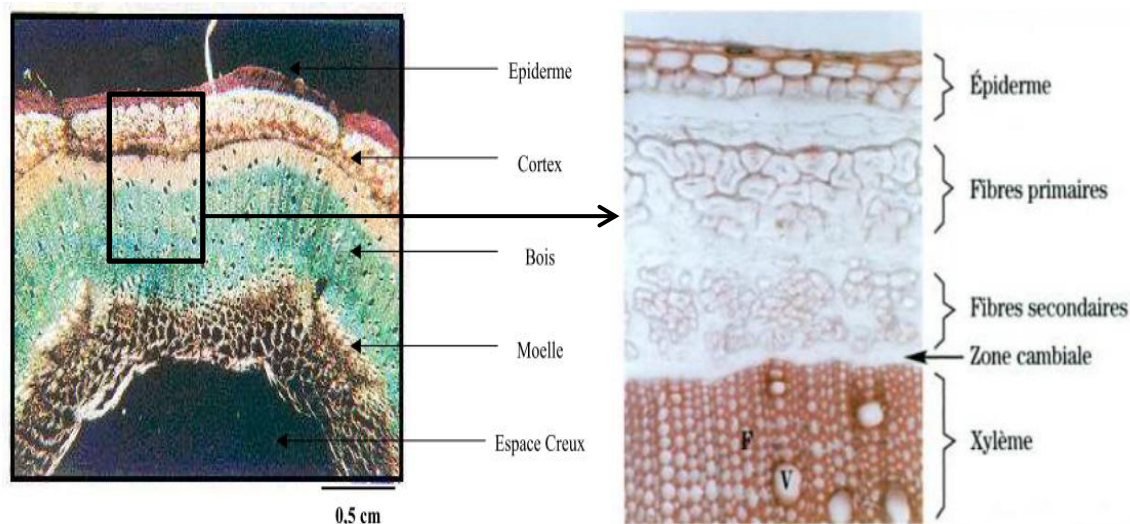 Epiderme
Cortex
Bois
Moelle
Espace Creux
0,5 cm
Épiderme
Fibres primaires
Fibres secondaires
Zone cambiale
Xylème
F
V